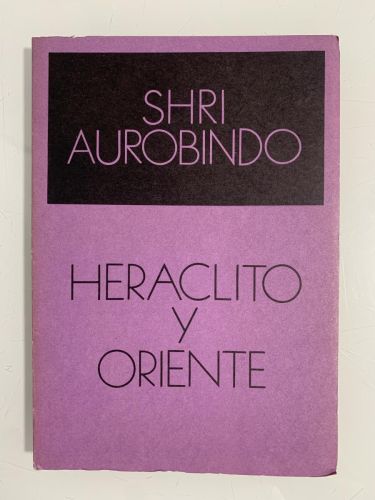 SHRI
AUROBINDO
HERACLITO
Y
ORIENTE